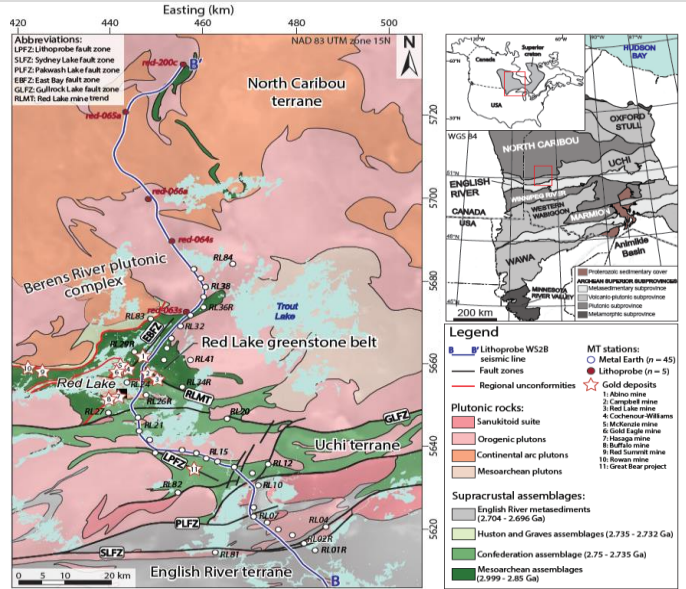 Easting (km)
420 440 460 480 500
Abbreviations:
LPFZ: Lithoprobe fault zone
SLFZ: Sydney Lake fault zone
PLFZ: Pakwash Lake fault zone
EBFZ: East Bay fault zone
GLFZ: Gullrock Lake fault zone
RLMT: Red Lake mine trend
NAD 83 UTM zone 15N
N
red-200c
B'
North Caribou
terrane
red-065a
5720
red-066a
5700
red-064s
RL84
Berens River plutonic
complex
RL38
5680
RL36R
Trout
Lake
red-063s
RL83
RL32
EBFZ
Red Lake greenstone belt
RL41
5660
Red Lake
RL24
RL34R
RLMT
RL26R
RL27
RL20
GLFZ
RL21
Uchi terrane
5640
LPFZ
RL15
RL12
11
RL82
RL10
PLFZ
RL07
RL04
5620
RL02R
SLFZ
RL81
RL01R
English River terrane
B
0 5 10 20 km
Canada
Superior
craton
USA
HUDSON
BAY
WGS 84
OXFORD
STULL
NORTH CARIBOU
UCHI
ENGLISH
RIVER
WINNIPEG RIVER
WESTERN
WABIGOON
MARMION
CANADA
USA
Animikie
Basin
WAWA
MINNESOTA
RIVER VALLEY
200 km
Proterozoic sedimentary cover
ARCHEAN SUPERIOR SUBPROVINCES
Metasedimentary subprovince
Volcano-plutonic subprovince
Plutonic subprovince
Metamorphic subprovince
Legend
B B' Lithoprobe WS2B
seismic line
Fault zones
Regional unconformities
MT stations:
Metal Earth (n = 45)
Lithoprobe (n = 5)
Gold deposits
1: Abino mine
2: Campbell mine
3: Red Lake mine
4: Cochenour-Williams
5: McKenzie mine
6: Gold Eagle mine
7: Hasaga mine
8: Buffalo mine
9: Red Summit mine
10: Rowan mine
11: Great Bear project
Plutonic rocks:
Sanukitoid suite
Orogenic plutons
Continental arc plutons
Mesoarchean plutons
Supracrustal assemblages:
English River metasediments
(2.704 - 2.696 Ga)
Huston and Graves assemblages (2.735 - 2.732 Ga)
Confederation assemblage (2.75 - 2.735 Ga)
Mesoarchean assemblages
(2.999 - 2.85 Ga)